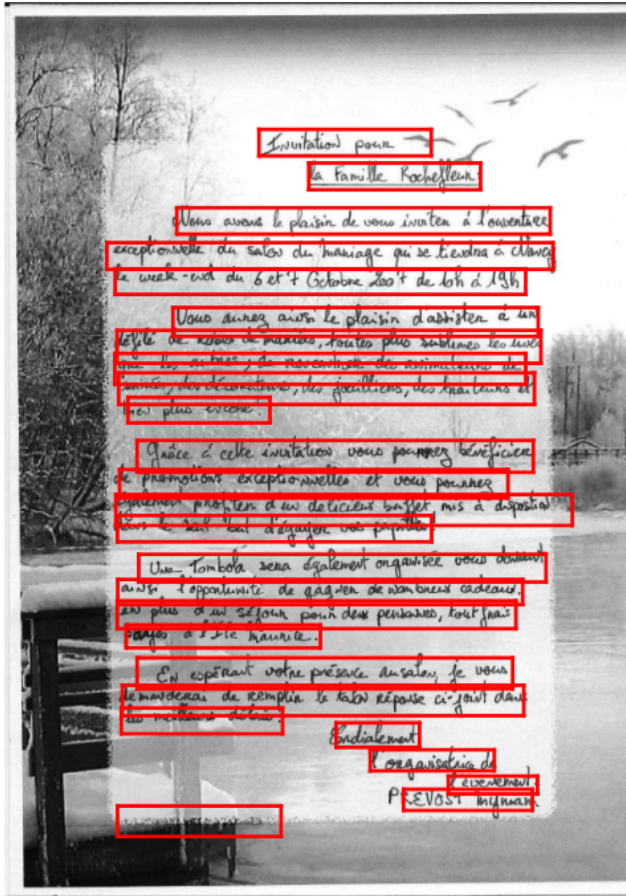 Invitation pour
la Famille Rochefleur.
Nous avons le plaisir de vous inviter à l'ouverture
exceptionnelle du salon du mariage qui se tiendra à Nancy
le week-end du 6 et 7 Octobre 2007 de 10h à 19h
Vous aurez ainsi le plaisir d'assister à un
défilé de robes de mariées, toutes plus sublimes les unes
que les autres, de rencontrer des animateurs de
soirées, des décorateurs, des joailliers, des traiteurs et
bien plus encore.
Grâce à cette invitation vous pourrez bénéficier
de promotions exceptionnelles et vous pourrez
également profiter d'un délicieux buffet mis à disposition
dans le seul but d'égayer vos papilles.
Une Tombola sera également organisée vous donnant
ainsi l'opportunité de gagner de nombreux cadeaux,
en plus d'un séjour pour deux personnes, tout frais
payés à l'Île Maurice.
En espérant votre présence au salon, je vous
demanderai de remplir le talon réponse ci-joint dans
les meilleurs délais.
Cordialement
l'organisatrice de
l'évènement.
PREVOST Myriam